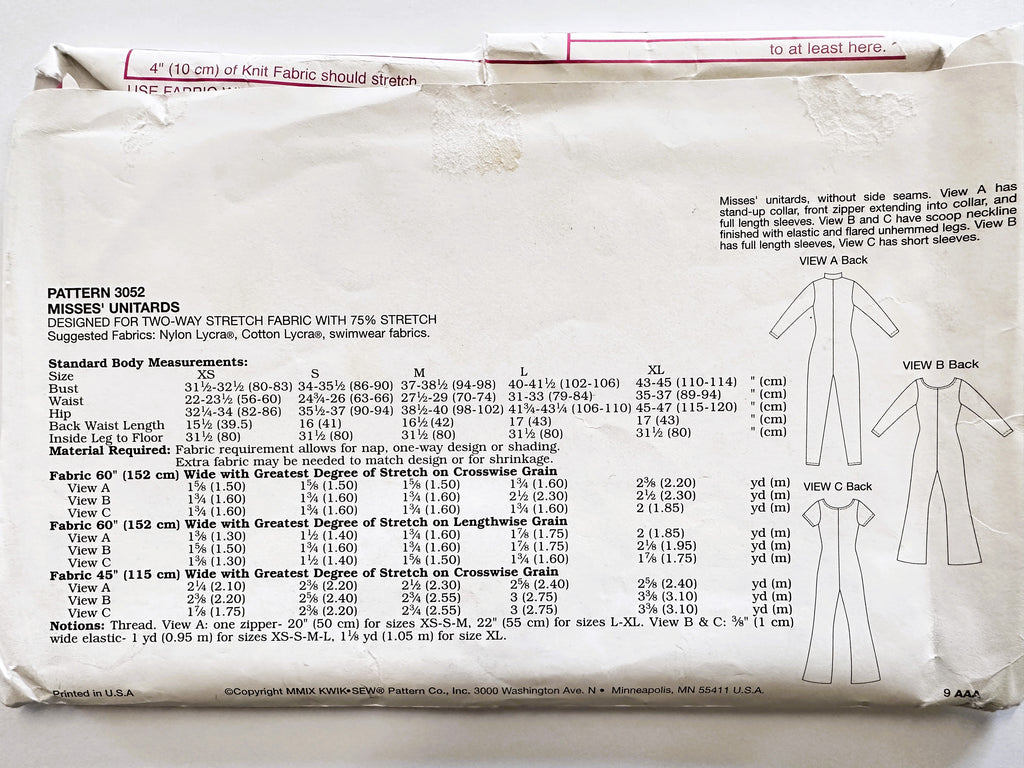 4" (10 cm) of Knit Fabric should stretch
to at least here.
USE FABRIC
Misses' unitards, without side seams. View A has
stand-up collar, front zipper extending into collar, and
full length sleeves. View B and C have scoop neckline
finished with elastic and flared unhemmed legs. View B
has full length sleeves, View C has short sleeves.
VIEW A Back
VIEW B Back
VIEW C Back
PATTERN 3052
MISSES' UNITARDS
DESIGNED FOR TWO-WAY STRETCH FABRIC WITH 75% STRETCH
Suggested Fabrics: Nylon Lycra®, Cotton Lycra®, swimwear fabrics.
Standard Body Measurements:
Size XS S M L XL
Bust 31½-32½ (80-83) 34-35½ (86-90) 37-38½ (94-98) 40-41½ (102-106) 43-45 (110-114) " (cm)
Waist 22-23½ (56-60) 24¾-26 (63-66) 27½-29 (70-74) 31-33 (79-84) 35-37 (89-94) " (cm)
Hip 32¼-34 (82-86) 35½-37 (90-94) 38½-40 (98-102) 41¾-43¼ (106-110) 45-47 (115-120) " (cm)
Back Waist Length 15½ (39.5) 16 (41) 16½ (42) 17 (43) 17 (43) " (cm)
Inside Leg to Floor 31½ (80) 31½ (80) 31½ (80) 31½ (80) 31½ (80) " (cm)
Material Required: Fabric requirement allows for nap, one-way design or shading.
Extra fabric may be needed to match design or for shrinkage.
Fabric 60" (152 cm) Wide with Greatest Degree of Stretch on Crosswise Grain
View A 1⅝ (1.50) 1⅝ (1.50) 1⅝ (1.50) 1¾ (1.60) 2⅜ (2.20) yd (m)
View B 1¾ (1.60) 1¾ (1.60) 1¾ (1.60) 2½ (2.30) 2½ (2.30) yd (m)
View C 1¾ (1.60) 1¾ (1.60) 1¾ (1.60) 1¾ (1.60) 2 (1.85) yd (m)
Fabric 60" (152 cm) Wide with Greatest Degree of Stretch on Lengthwise Grain
View A 1⅜ (1.30) 1½ (1.40) 1¾ (1.60) 1⅞ (1.75) 2 (1.85) yd (m)
View B 1⅝ (1.50) 1¾ (1.60) 1¾ (1.60) 1⅞ (1.75) 2⅛ (1.95) yd (m)
View C 1⅜ (1.30) 1½ (1.40) 1⅝ (1.50) 1¾ (1.60) 1⅞ (1.75) yd (m)
Fabric 45" (115 cm) Wide with Greatest Degree of Stretch on Crosswise Grain
View A 2¼ (2.10) 2⅜ (2.20) 2½ (2.30) 2⅝ (2.40) 2⅝ (2.40) yd (m)
View B 2⅜ (2.20) 2⅝ (2.40) 2¾ (2.55) 3 (2.75) 3⅜ (3.10) yd (m)
View C 1⅞ (1.75) 2⅜ (2.20) 2¾ (2.55) 3 (2.75) 3⅜ (3.10) yd (m)
Notions: Thread. View A: one zipper- 20" (50 cm) for sizes XS-S-M, 22" (55 cm) for sizes L-XL. View B & C: ⅜" (1 cm)
wide elastic- 1 yd (0.95 m) for sizes XS-S-M-L, 1⅛ yd (1.05 m) for size XL.
Printed in U.S.A ©Copyright MMIX KWIK•SEW® Pattern Co., Inc. 3000 Washington Ave. N • Minneapolis, MN 55411 U.S.A. 9 AAA